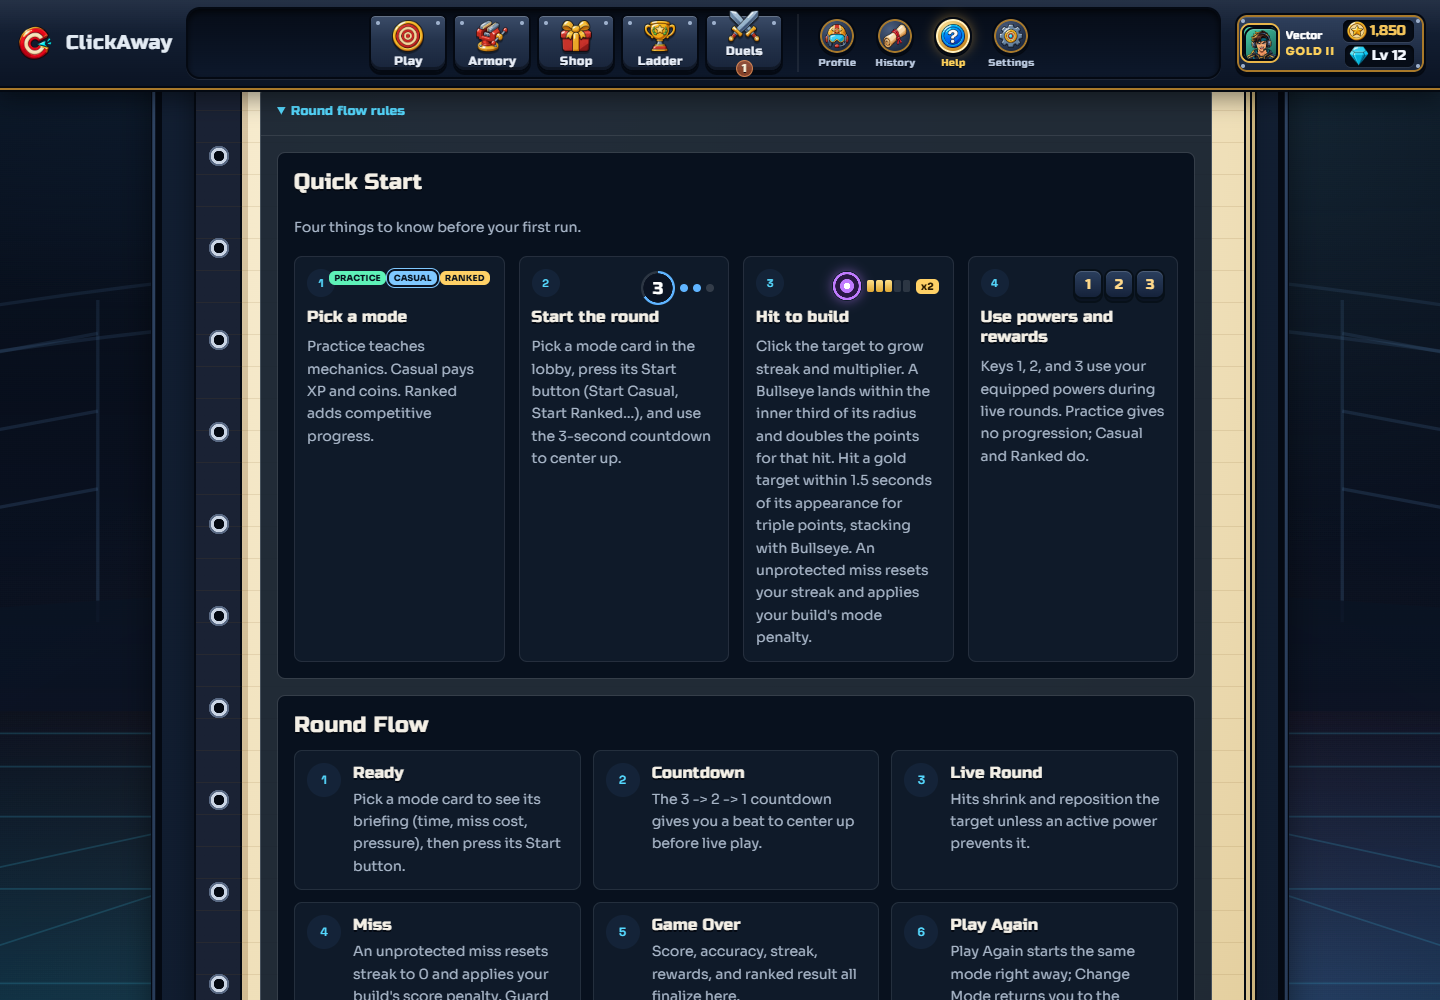 ClickAway
Play
Armory
Shop
Ladder
Duels
1
Profile
History
Help
Settings
Vector
GOLD II
1,850
Lv 12
▼ Round flow rules
Quick Start
Four things to know before your first run.
1
PRACTICE
CASUAL
RANKED
Pick a mode
Practice teaches
mechanics. Casual pays
XP and coins. Ranked
adds competitive
progress.
2
3
Start the round
Pick a mode card in the
lobby, press its Start
button (Start Casual,
Start Ranked...), and use
the 3-second countdown
to center up.
3
x2
Hit to build
Click the target to grow
streak and multiplier. A
Bullseye lands within the
inner third of its radius
and doubles the points
for that hit. Hit a gold
target within 1.5 seconds
of its appearance for
triple points, stacking
with Bullseye. An
unprotected miss resets
your streak and applies
your build's mode
penalty.
4
1 2 3
Use powers and
rewards
Keys 1, 2, and 3 use your
equipped powers during
live rounds. Practice gives
no progression; Casual
and Ranked do.
Round Flow
1
Ready
Pick a mode card to see its
briefing (time, miss cost,
pressure), then press its Start
button.
2
Countdown
The 3 -> 2 -> 1 countdown
gives you a beat to center up
before live play.
3
Live Round
Hits shrink and reposition the
target unless an active power
prevents it.
4
Miss
An unprotected miss resets
streak to 0 and applies your
build's score penalty. Guard
5
Game Over
Score, accuracy, streak,
rewards, and ranked result all
finalize here.
6
Play Again
Play Again starts the same
mode right away; Change
Mode returns you to the